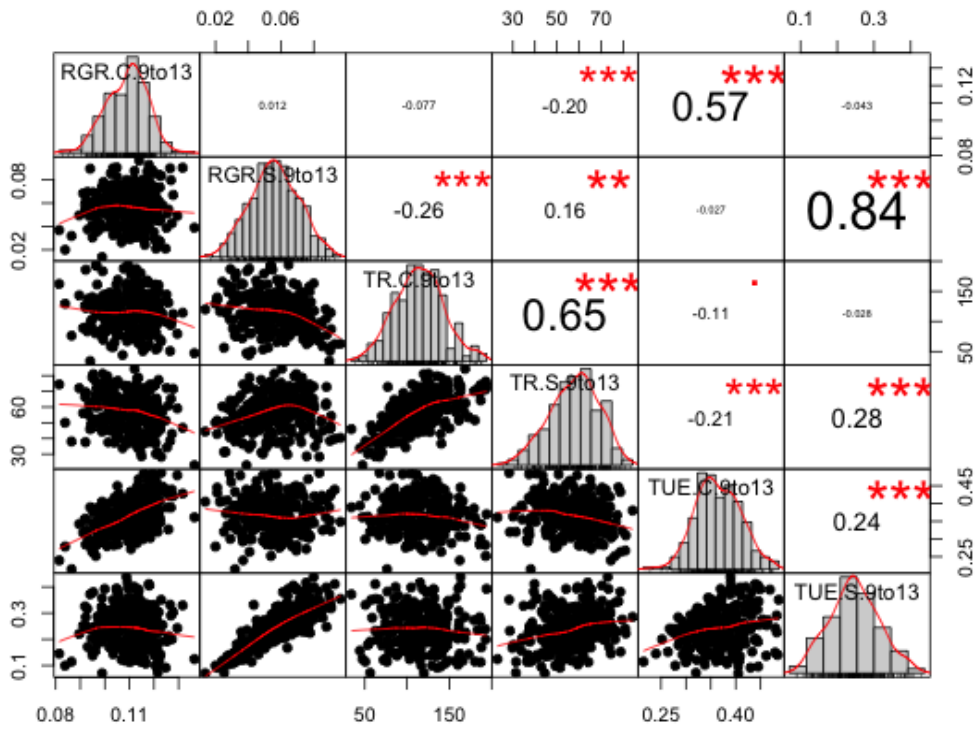 0.02 0.06 30 50 70 0.1 0.3
RGR.C.9to13 0.012 -0.077 *** -0.20 *** 0.57 -0.043 0.08 0.12
0.02 0.08 RGR.S.9to13 *** -0.26 ** 0.16 -0.027 *** 0.84
TR.C.9to13 *** 0.65 . -0.11 -0.028 50 150
30 60 TR.S.9to13 *** -0.21 *** 0.28
TUE.C.9to13 *** 0.24 0.25 0.45
0.1 0.3 TUE.S.9to13
0.08 0.11 50 150 0.25 0.40